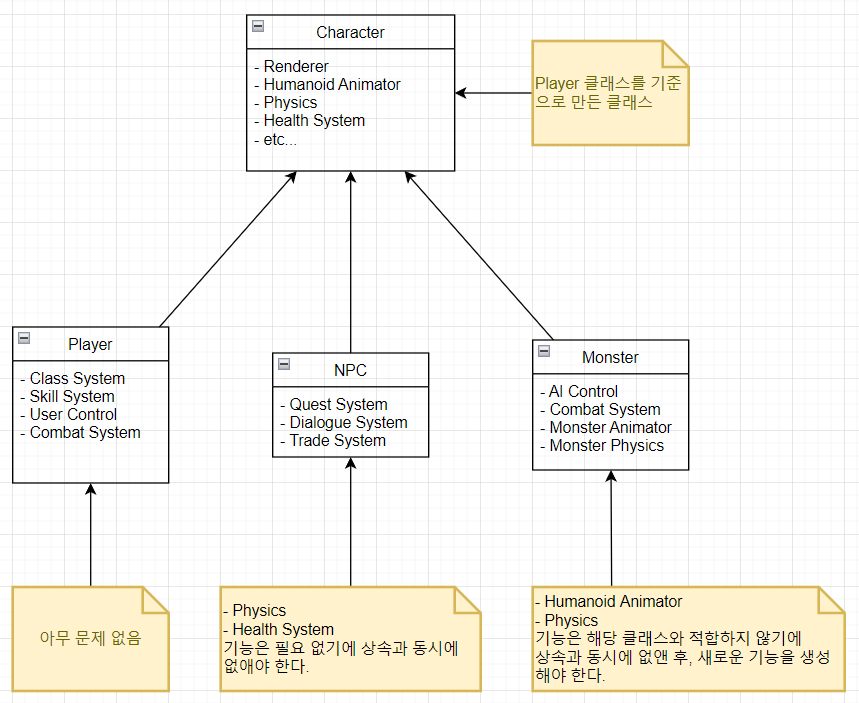 Character
- Renderer
- Humanoid Animator
- Physics
- Health System
- etc...
Player 클래스를 기준
으로 만든 클래스
Player
- Class System
- Skill System
- User Control
- Combat System
NPC
- Quest System
- Dialogue System
- Trade System
Monster
- AI Control
- Combat System
- Monster Animator
- Monster Physics
아무 문제 없음
- Physics
- Health System
기능은 필요 없기에 상속과 동시에
없애야 한다.
- Humanoid Animator
- Physics
기능은 해당 클래스와 적합하지 않기에
상속과 동시에 없앤 후, 새로운 기능을 생성
해야 한다.